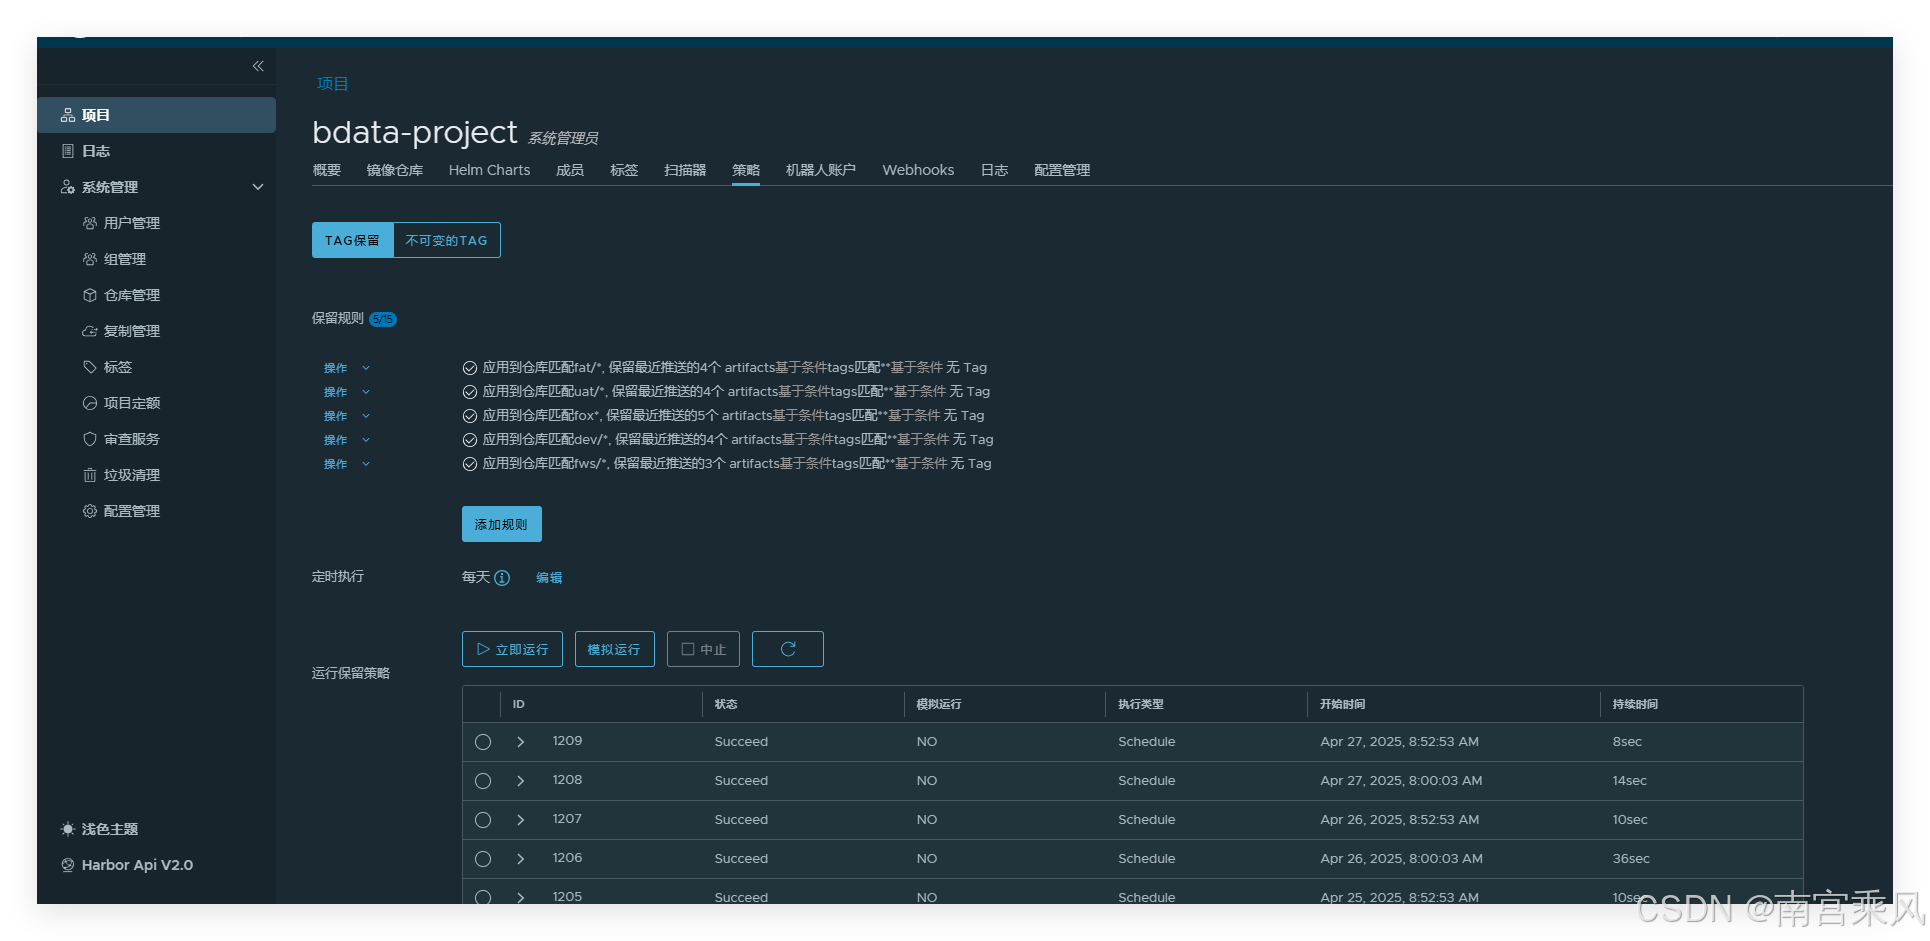 项目
日志
系统管理
用户管理
组管理
仓库管理
复制管理
标签
项目定额
审查服务
垃圾清理
配置管理
浅色主题
Harbor Api V2.0
项目
bdata-project 系统管理员
概要 镜像仓库 Helm Charts 成员 标签 扫描器 策略 机器人账户 Webhooks 日志 配置管理
TAG保留 不可变的TAG
保留规则 5/15
操作 应用到仓库匹配fat/*, 保留最近推送的4个 artifacts基于条件tags匹配**基于条件 无 Tag
操作 应用到仓库匹配uat/*, 保留最近推送的4个 artifacts基于条件tags匹配**基于条件 无 Tag
操作 应用到仓库匹配fox*, 保留最近推送的5个 artifacts基于条件tags匹配**基于条件 无 Tag
操作 应用到仓库匹配dev/*, 保留最近推送的4个 artifacts基于条件tags匹配**基于条件 无 Tag
操作 应用到仓库匹配fws/*, 保留最近推送的3个 artifacts基于条件tags匹配**基于条件 无 Tag
添加规则
定时执行 每天 编辑
立即运行 模拟运行 中止
运行保留策略
ID 状态 模拟运行 执行类型 开始时间 持续时间
1209 Succeed NO Schedule Apr 27, 2025, 8:52:53 AM 8sec
1208 Succeed NO Schedule Apr 27, 2025, 8:00:03 AM 14sec
1207 Succeed NO Schedule Apr 26, 2025, 8:52:53 AM 10sec
1206 Succeed NO Schedule Apr 26, 2025, 8:00:03 AM 36sec
1205 Succeed NO Schedule Apr 25, 2025, 8:52:53 AM 10sec
CSDN @南宫乘风